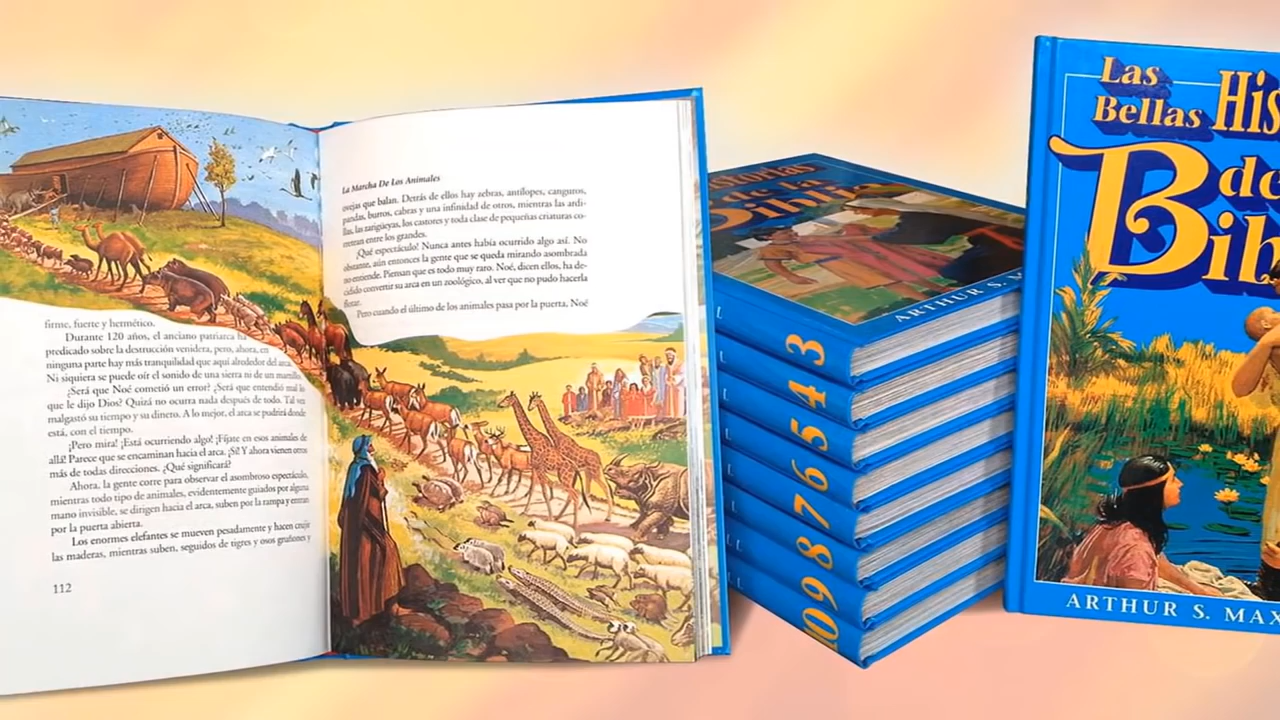 firme, fuerte y hermético.
Durante 120 años, el anciano patriarca ha
predicado sobre la destrucción venidera, pero, ahora, en
ninguna parte hay más tranquilidad que aquí alrededor del arca.
Ni siquiera se puede oír el sonido de una sierra ni de un martillo.
¿Será que Noé cometió un error? ¿Será que entendió mal lo
que le dijo Dios? Quizá no ocurra nada después de todo. Tal vez
malgastó su tiempo y su dinero. A lo mejor, el arca se pudrirá donde
está, con el tiempo.
¡Pero mira! ¡Está ocurriendo algo! ¡Fíjate en esos animales de
allá! Parece que se encaminan hacia el arca. ¡Sí! Y ahora vienen otros
más de todas direcciones. ¿Qué significará?
Ahora, la gente corre para observar el asombroso espectáculo,
mientras todo tipo de animales, evidentemente guiados por alguna
mano invisible, se dirigen hacia el arca, suben por la rampa y entran
por la puerta abierta.
Los enormes elefantes se mueven pesadamente y hacen crujir
las maderas, mientras suben, seguidos de tigres y osos gruñones y
112
La Marcha De Los Animales
ovejas que balan. Detrás de ellos hay zebras, antílopes, canguros,
pandas, burros, cabras y una infinidad de otros, mientras las ardi-
llas, las zarigüeyas, los castores y toda clase de pequeñas criaturas co-
rretean entre los grandes.
¡Qué espectáculo! Nunca antes había ocurrido algo así. No
obstante, aún entonces la gente que se queda mirando asombrada
no entiende. Piensan que es todo muy raro. Noé, dicen ellos, ha de-
cidido convertir su arca en un zoológico, al ver que no pudo hacerla
flotar.
Pero cuando el último de los animales pasa por la puerta, Noé
Biblia
ARTHUR S.
3
4
5
6
7
8
9
10
Las
Bellas His
de
Bib
ARTHUR S. MAX